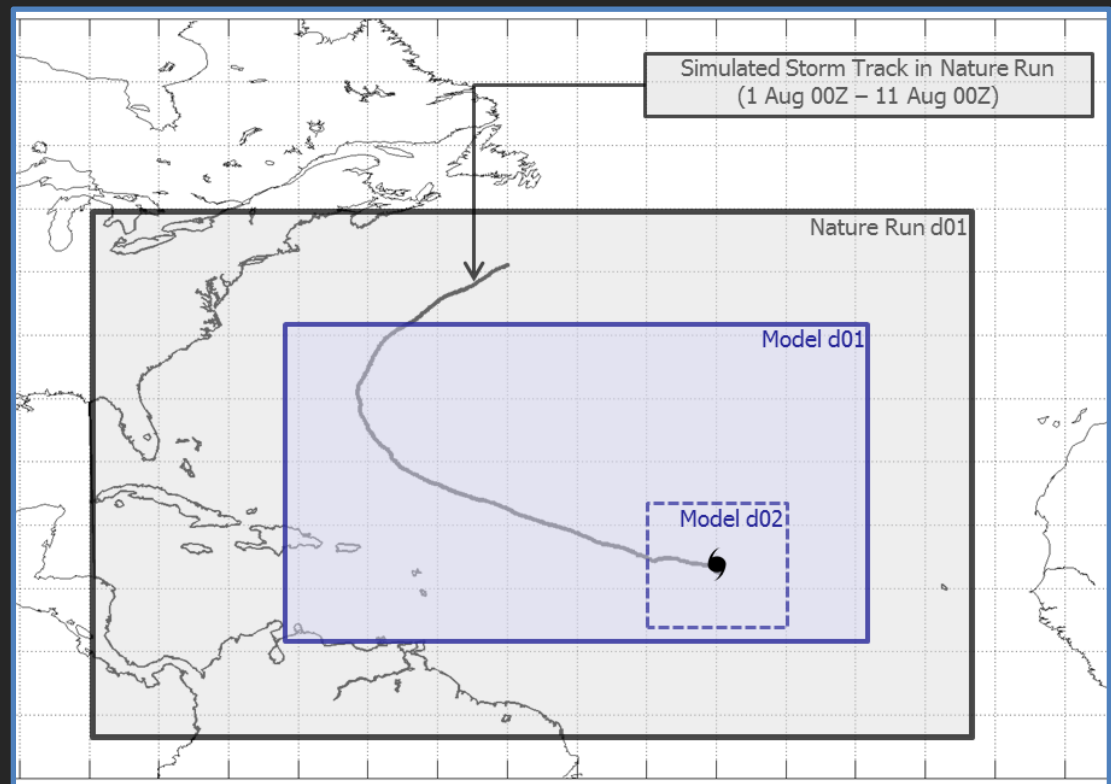 Simulated Storm Track in Nature Run
(1 Aug 00Z – 11 Aug 00Z)
Nature Run d01
Model d01
Model d02